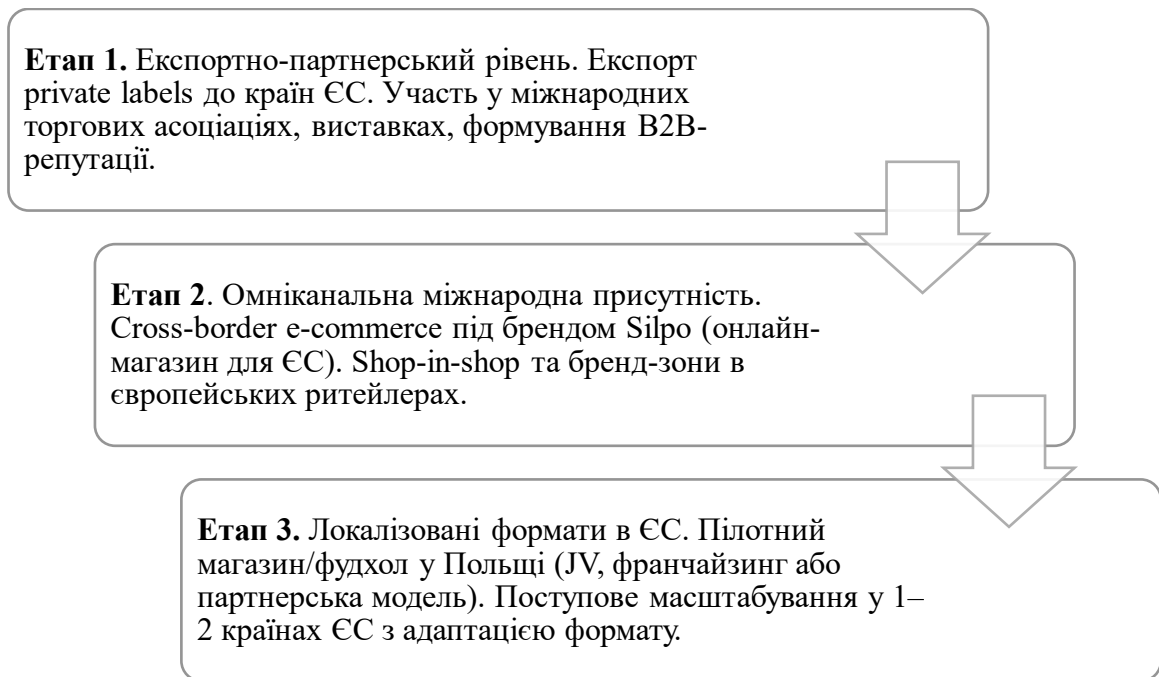 Етап 1. Експортно-партнерський рівень. Експорт
private labels до країн ЄС. Участь у міжнародних
торгових асоціаціях, виставках, формування B2B-
репутації.
Етап 2. Омніканальна міжнародна присутність.
Cross-border e-commerce під брендом Silpo (онлайн-
магазин для ЄС). Shop-in-shop та бренд-зони в
європейських ритейлерах.
Етап 3. Локалізовані формати в ЄС. Пілотний
магазин/фудхол у Польщі (JV, франчайзинг або
партнерська модель). Поступове масштабування у 1–
2 країнах ЄС з адаптацією формату.